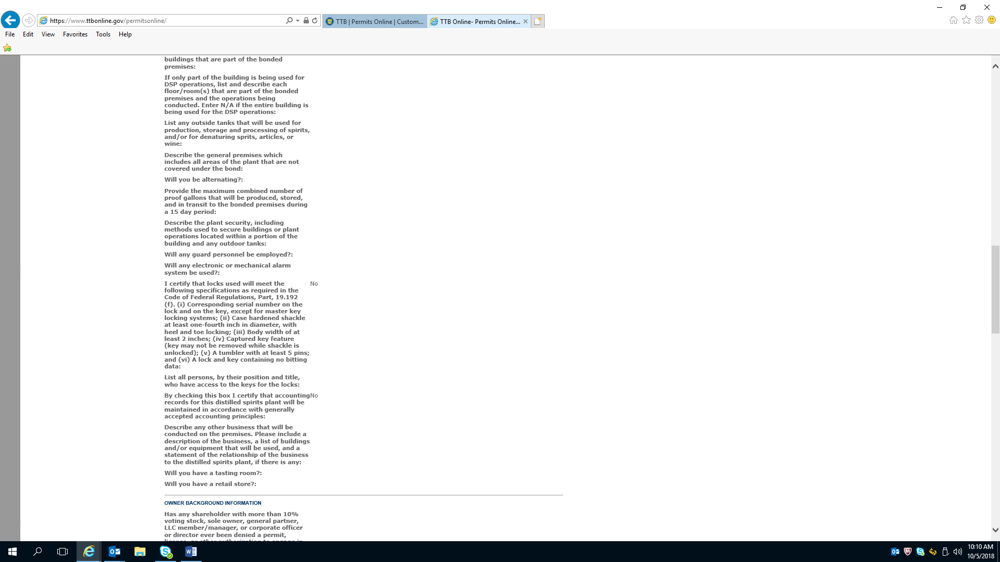 https://www.ttbonline.gov/permitsonline/
TTB | Permits Online | Custom...
TTB Online- Permits Online...
File Edit View Favorites Tools Help
buildings that are part of the bonded
premises:
If only part of the building is being used for
DSP operations, list and describe each
floor/room(s) that are part of the bonded
premises and the operations being
conducted. Enter N/A if the entire building is
being used for the DSP operations:
List any outside tanks that will be used for
production, storage and processing of spirits,
and/or for denaturing sprits, articles, or
wine:
Describe the general premises which
includes all areas of the plant that are not
covered under the bond:
Will you be alternating?:
Provide the maximum combined number of
proof gallons that will be produced, stored,
and in transit to the bonded premises during
a 15 day period:
Describe the plant security, including
methods used to secure buildings or plant
operations located within a portion of the
building and any outdoor tanks:
Will any guard personnel be employed?:
Will any electronic or mechanical alarm
system be used?:
I certify that locks used will meet the No
following specifications as required in the
Code of Federal Regulations, Part, 19.192
(f). (i) Corresponding serial number on the
lock and on the key, except for master key
locking systems; (ii) Case hardened shackle
at least one-fourth inch in diameter, with
heel and toe locking; (iii) Body width of at
least 2 inches; (iv) Captured key feature
(key may not be removed while shackle is
unlocked); (v) A tumbler with at least 5 pins;
and (vi) A lock and key containing no bitting
data:
List all persons, by their position and title,
who have access to the keys for the locks:
By checking this box I certify that accounting No
records for this distilled spirits plant will be
maintained in accordance with generally
accepted accounting principles:
Describe any other business that will be
conducted on the premises. Please include a
description of the business, a list of buildings
and/or equipment that will be used, and a
statement of the relationship of the business
to the distilled spirits plant, if there is any:
Will you have a tasting room?:
Will you have a retail store?:
OWNER BACKGROUND INFORMATION
Has any shareholder with more than 10%
voting stock, sole owner, general partner,
LLC member/manager, or corporate officer
or director ever been denied a permit,
10:10 AM
10/5/2018